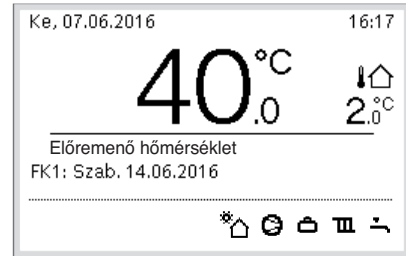 Ke, 07.06.2016 16:17
40.0 °C
2.0 °C
Előremenő hőmérséklet
FK1: Szab. 14.06.2016